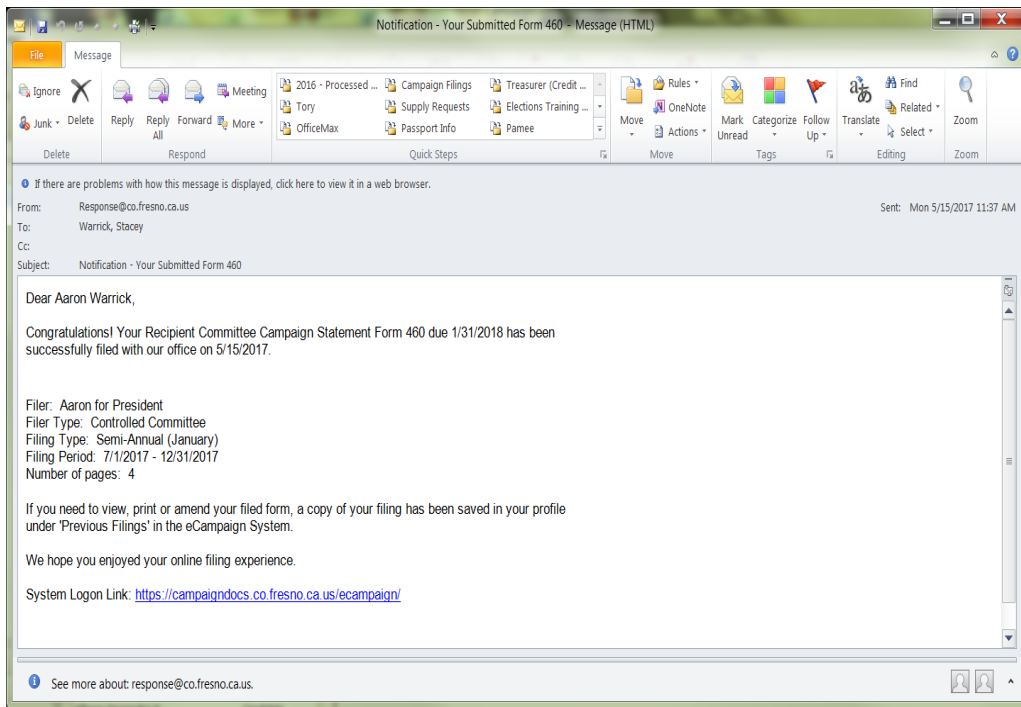 Notification - Your Submitted Form 460 - Message (HTML)
File Message
Ignore
Junk
Delete
Reply
Reply All
Forward
Meeting
More
2016 - Processed ...
Tory
OfficeMax
Campaign Filings
Supply Requests
Passport Info
Treasurer (Credit ...
Elections Training ...
Pamee
Move
Rules
OneNote
Actions
Mark Unread
Categorize
Follow Up
Translate
Find
Related
Select
Zoom
Delete Respond Quick Steps Move Tags Editing Zoom
If there are problems with how this message is displayed, click here to view it in a web browser.
From: Response@co.fresno.ca.us Sent: Mon 5/15/2017 11:37 AM
To: Warrick, Stacey
Cc:
Subject: Notification - Your Submitted Form 460
Dear Aaron Warrick,
Congratulations! Your Recipient Committee Campaign Statement Form 460 due 1/31/2018 has been
successfully filed with our office on 5/15/2017.
Filer: Aaron for President
Filer Type: Controlled Committee
Filing Type: Semi-Annual (January)
Filing Period: 7/1/2017 - 12/31/2017
Number of pages: 4
If you need to view, print or amend your filed form, a copy of your filing has been saved in your profile
under 'Previous Filings' in the eCampaign System.
We hope you enjoyed your online filing experience.
System Logon Link: https://campaigndocs.co.fresno.ca.us/ecampaign/
See more about: response@co.fresno.ca.us.